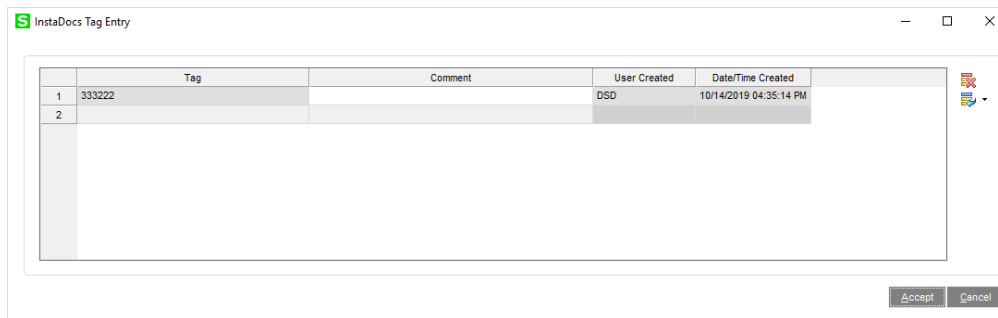 S InstaDocs Tag Entry
Tag Comment User Created Date/Time Created
1 333222 DSD 10/14/2019 04:35:14 PM
2
Accept Cancel